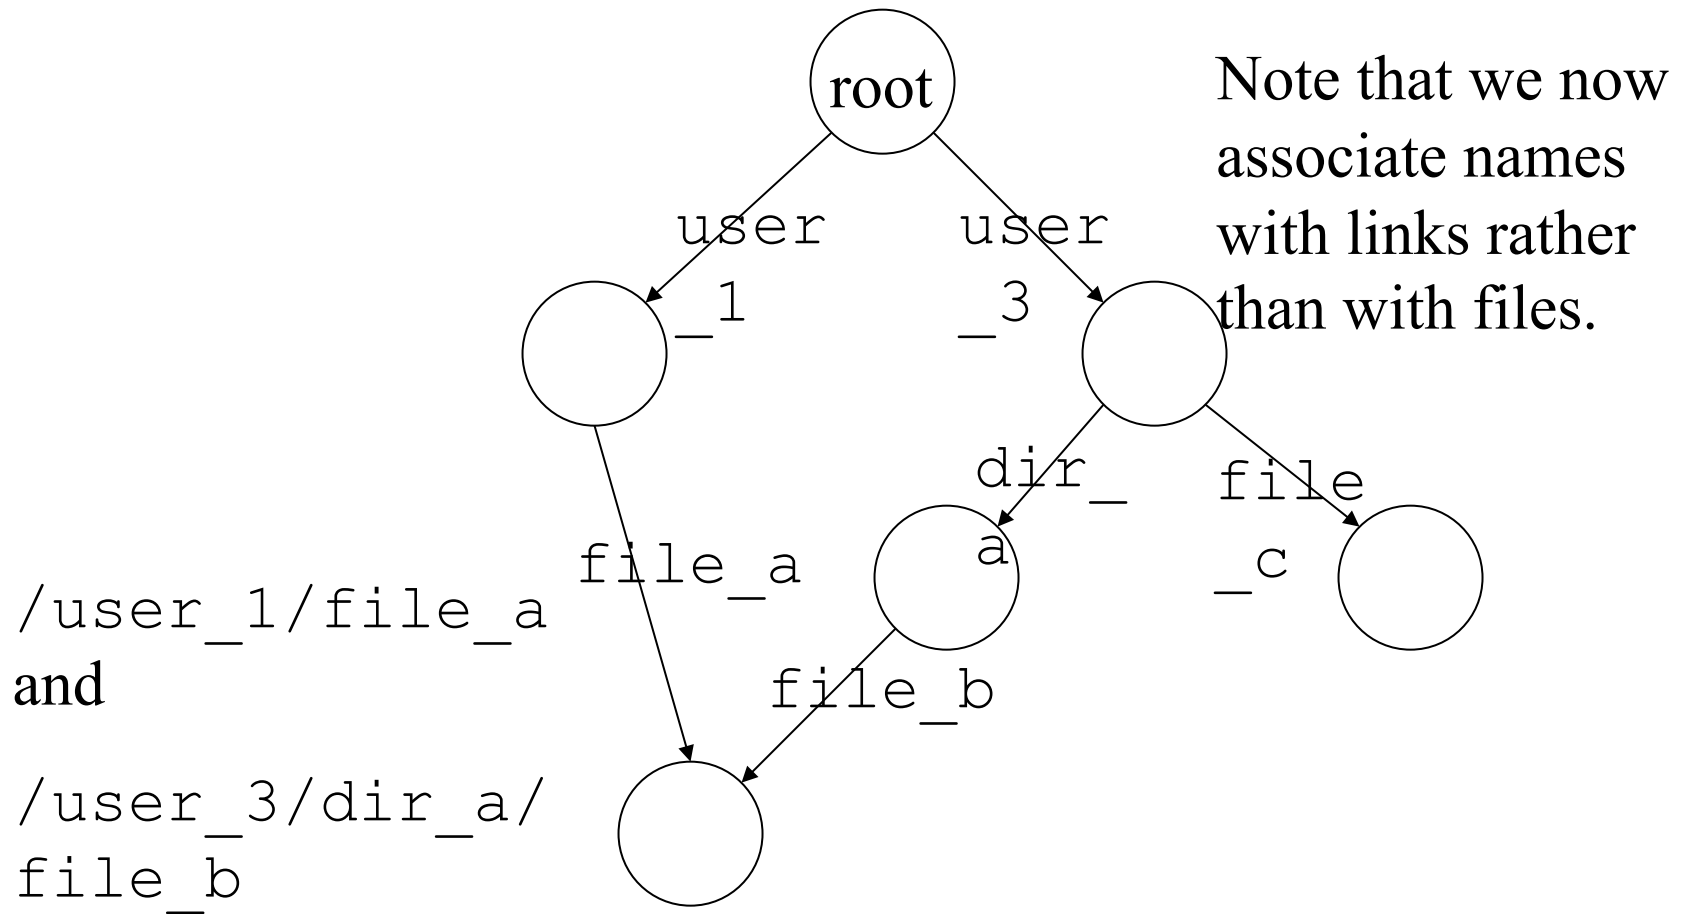 root
Note that we now
associate names
with links rather
than with files.
user
_1
user
_3
dir_
a
file
_c
file_a
file_b
/user_1/file_a
and
/user_3/dir_a/
file_b